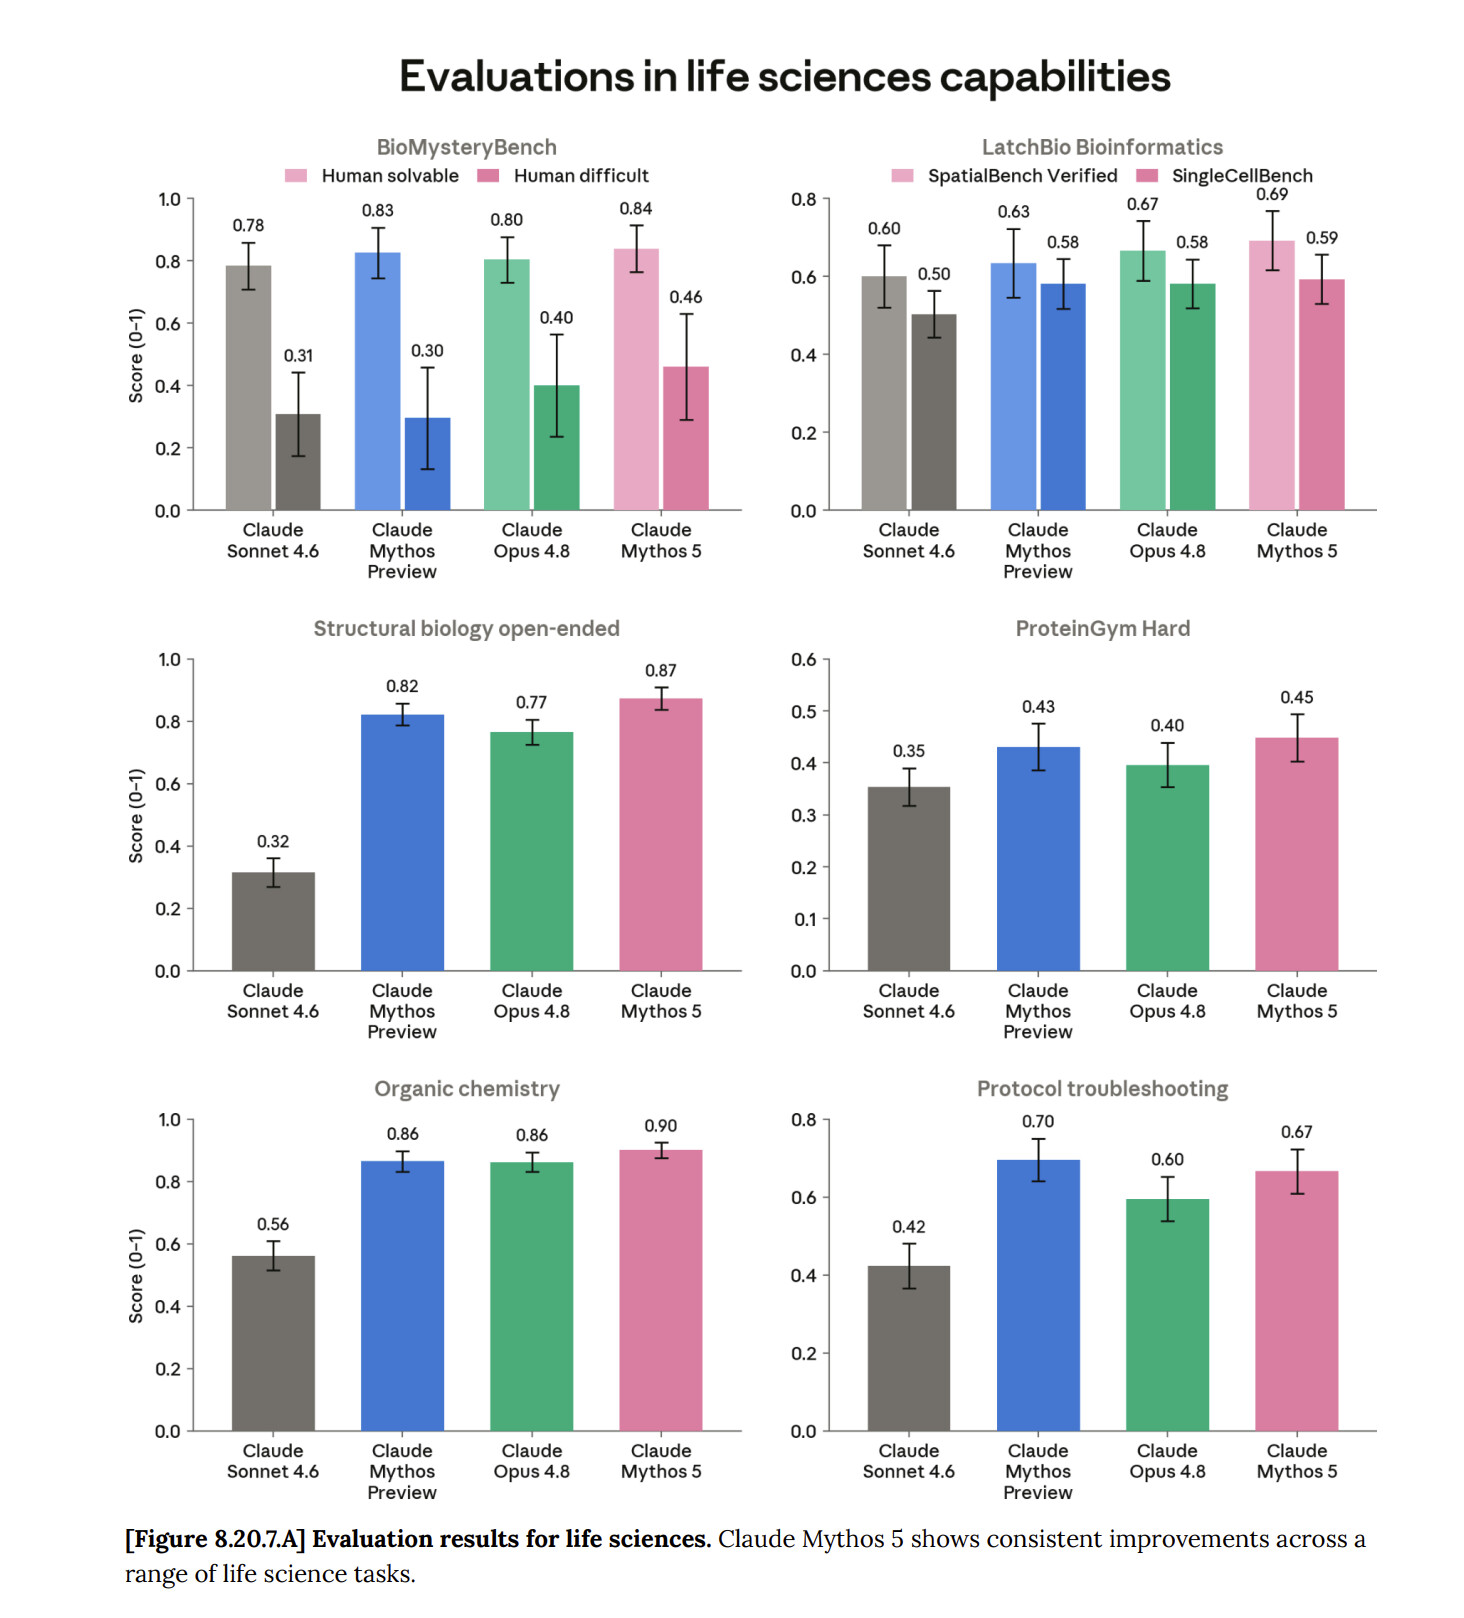 Evaluations in life sciences capabilities
BioMysteryBench
Human solvable Human difficult
1.0
0.8
0.6
0.4
0.2
0.0
Score (0–1)
0.78
0.31
0.83
0.30
0.80
0.40
0.84
0.46
Claude
Sonnet 4.6
Claude
Mythos
Preview
Claude
Opus 4.8
Claude
Mythos 5
LatchBio Bioinformatics
SpatialBench Verified SingleCellBench
0.8
0.6
0.4
0.2
0.0
0.60
0.50
0.63
0.58
0.67
0.58
0.69
0.59
Claude
Sonnet 4.6
Claude
Mythos
Preview
Claude
Opus 4.8
Claude
Mythos 5
Structural biology open-ended
1.0
0.8
0.6
0.4
0.2
0.0
Score (0–1)
0.32
0.82
0.77
0.87
Claude
Sonnet 4.6
Claude
Mythos
Preview
Claude
Opus 4.8
Claude
Mythos 5
ProteinGym Hard
0.6
0.5
0.4
0.3
0.2
0.1
0.0
0.35
0.43
0.40
0.45
Claude
Sonnet 4.6
Claude
Mythos
Preview
Claude
Opus 4.8
Claude
Mythos 5
Organic chemistry
1.0
0.8
0.6
0.4
0.2
0.0
Score (0–1)
0.56
0.86
0.86
0.90
Claude
Sonnet 4.6
Claude
Mythos
Preview
Claude
Opus 4.8
Claude
Mythos 5
Protocol troubleshooting
0.8
0.6
0.4
0.2
0.0
0.42
0.70
0.60
0.67
Claude
Sonnet 4.6
Claude
Mythos
Preview
Claude
Opus 4.8
Claude
Mythos 5
[Figure 8.20.7.A] Evaluation results for life sciences. Claude Mythos 5 shows consistent improvements across a
range of life science tasks.